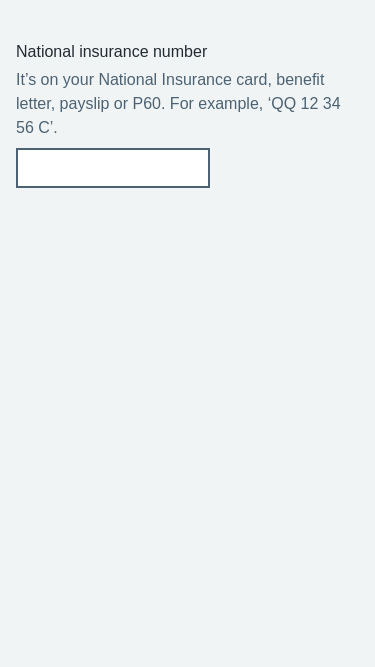 National insurance number
It’s on your National Insurance card, benefit
letter, payslip or P60. For example, ‘QQ 12 34
56 C’.